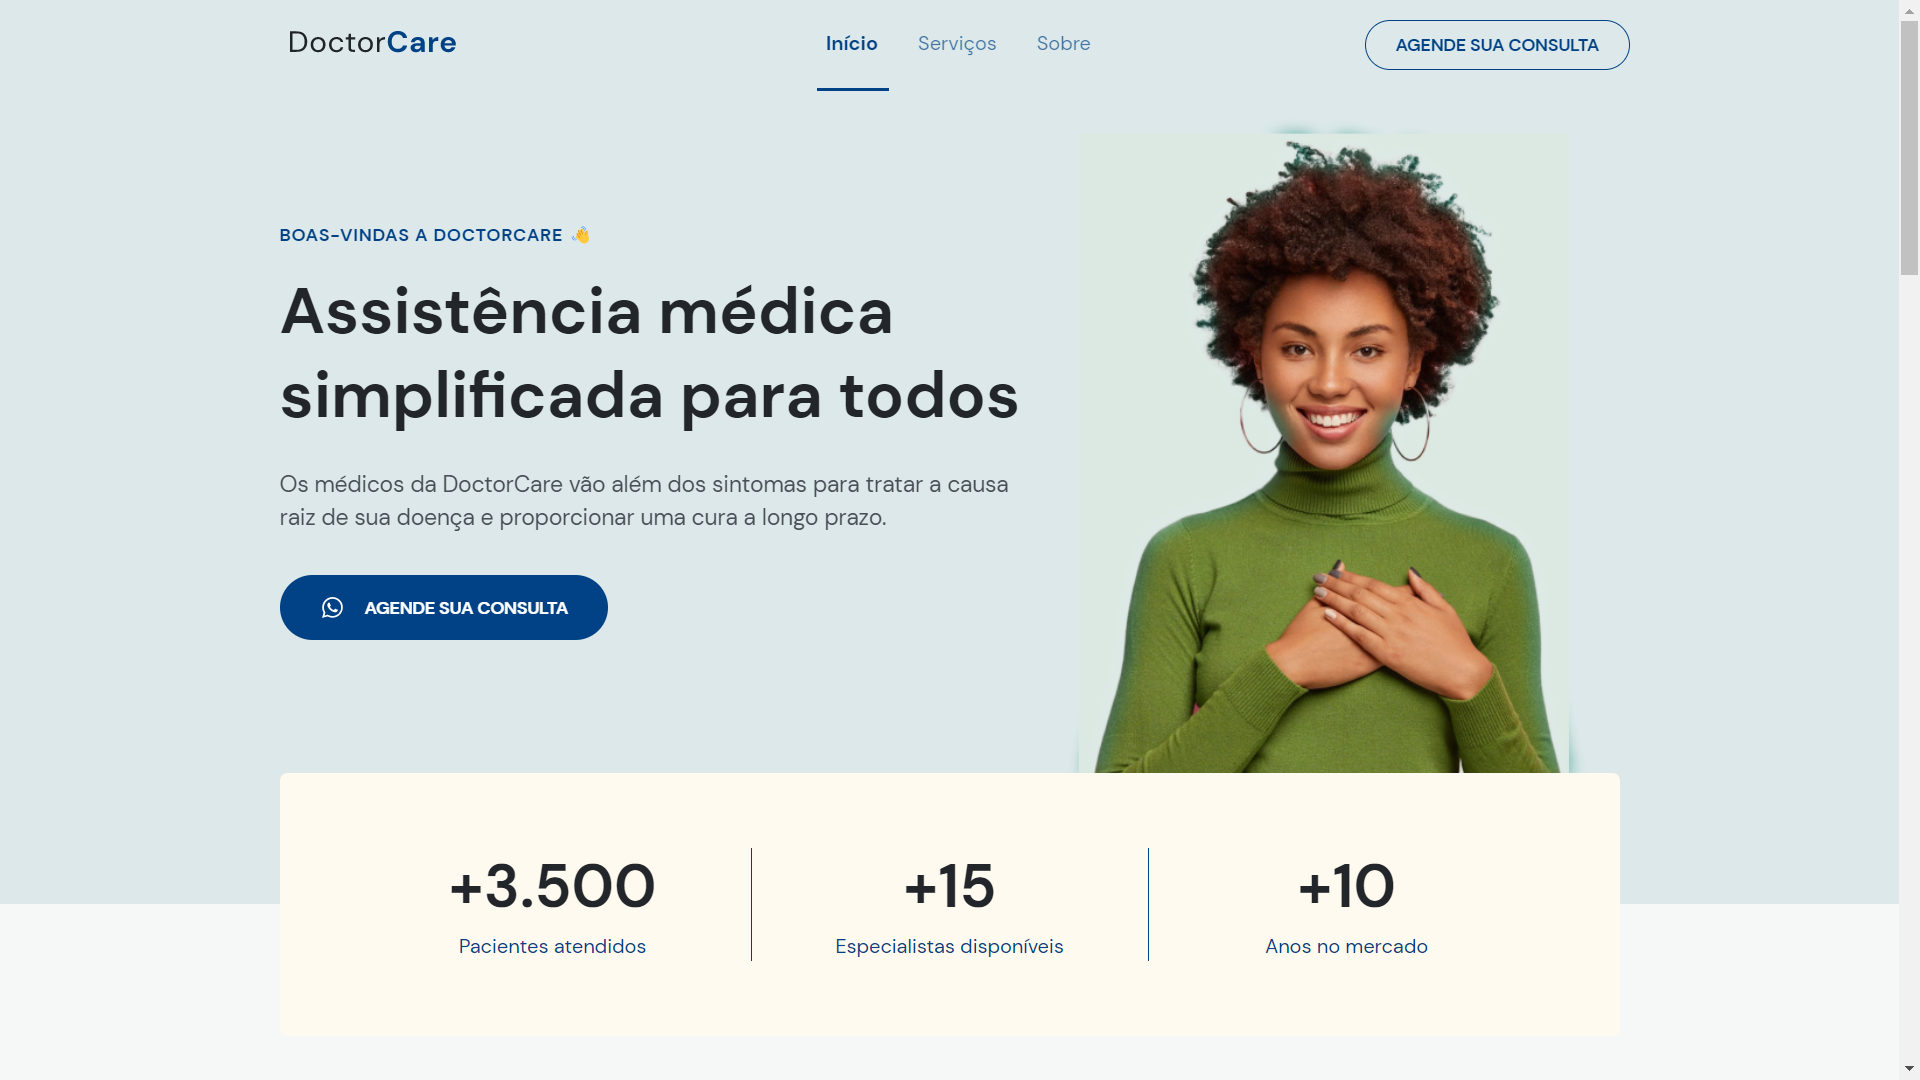 DoctorCare
Início
Serviços
Sobre
AGENDE SUA CONSULTA
BOAS-VINDAS A DOCTORCARE 👋
Assistência médica
simplificada para todos
Os médicos da DoctorCare vão além dos sintomas para tratar a causa
raiz de sua doença e proporcionar uma cura a longo prazo.
AGENDE SUA CONSULTA
+3.500
Pacientes atendidos
+15
Especialistas disponíveis
+10
Anos no mercado